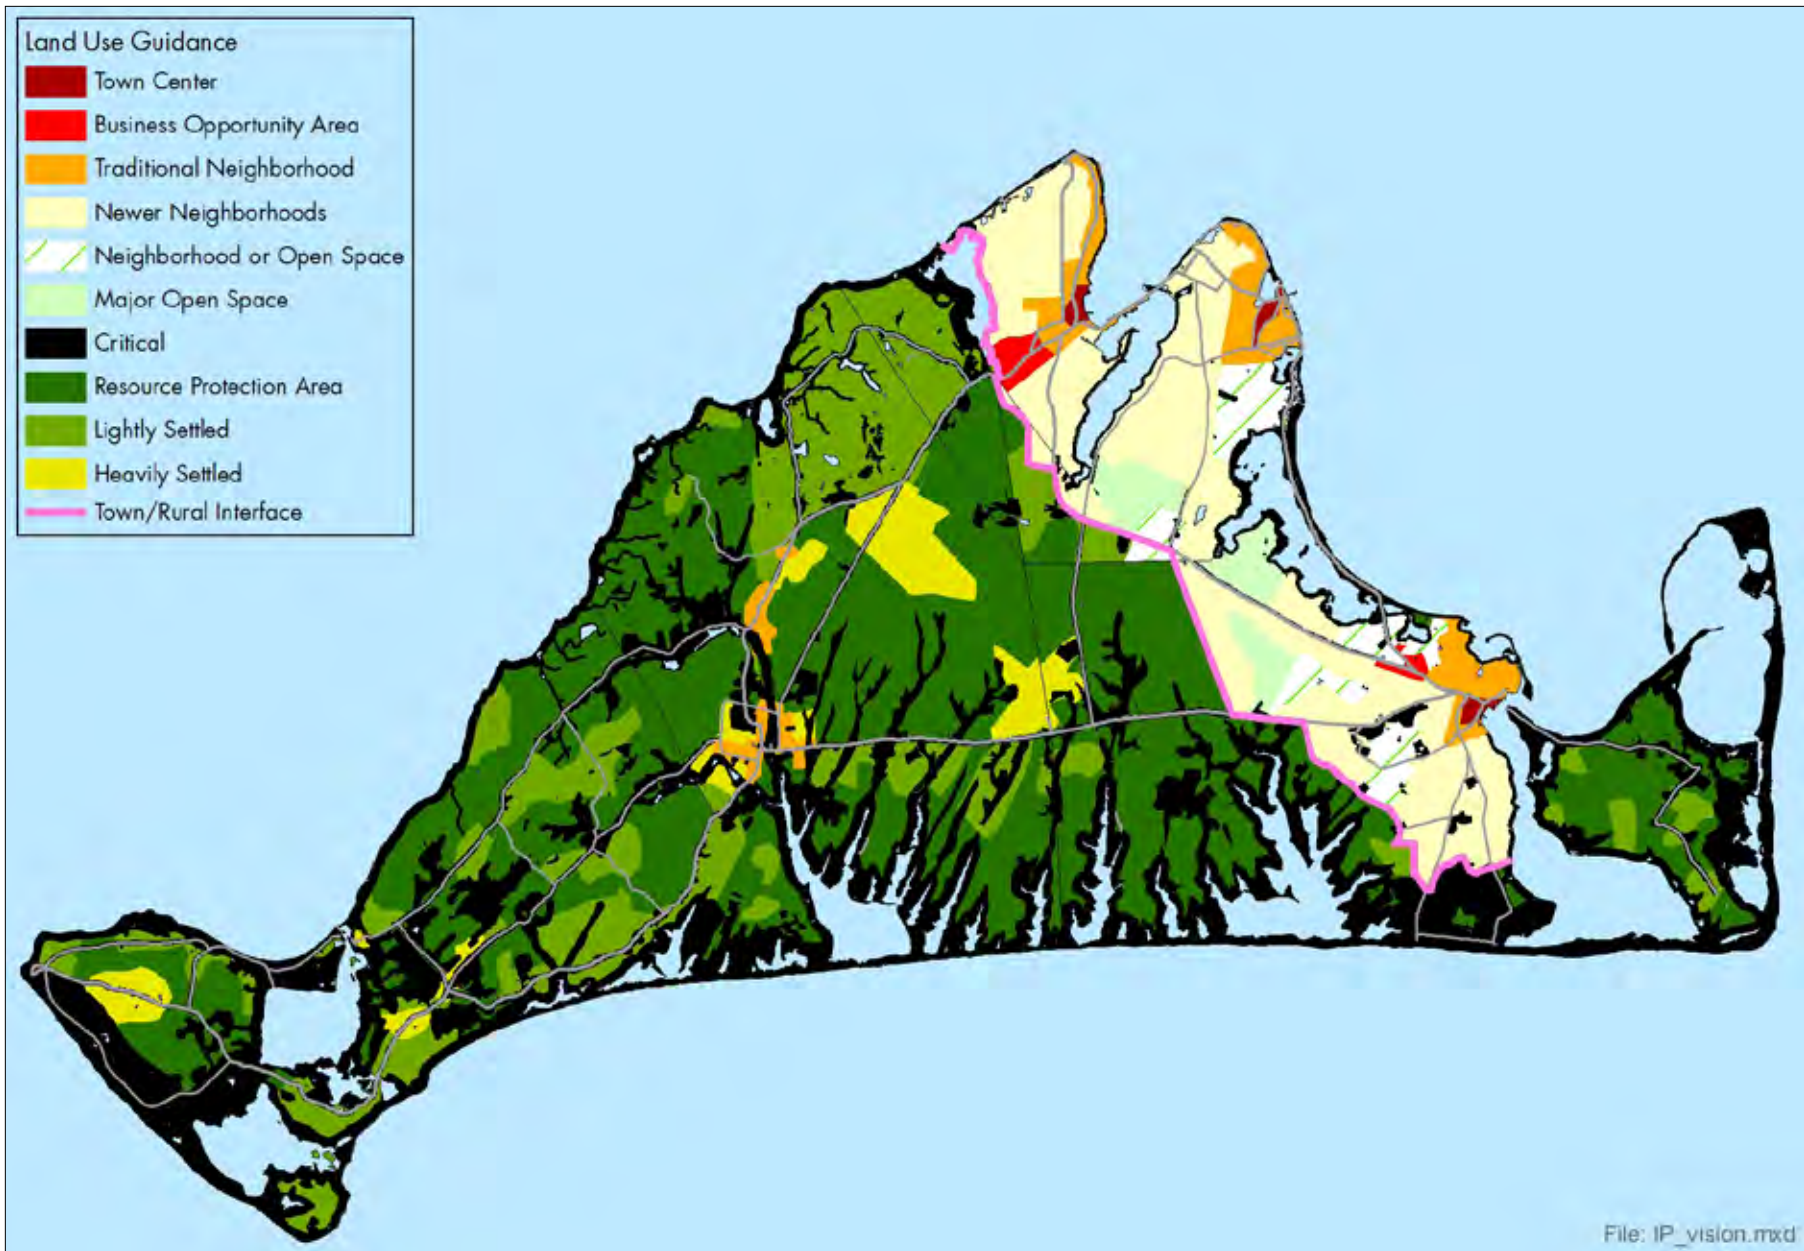 Land Use Guidance
Town Center
Business Opportunity Area
Traditional Neighborhood
Newer Neighborhoods
Neighborhood or Open Space
Major Open Space
Critical
Resource Protection Area
Lightly Settled
Heavily Settled
Town/Rural Interface
File: IP_vision.mxd